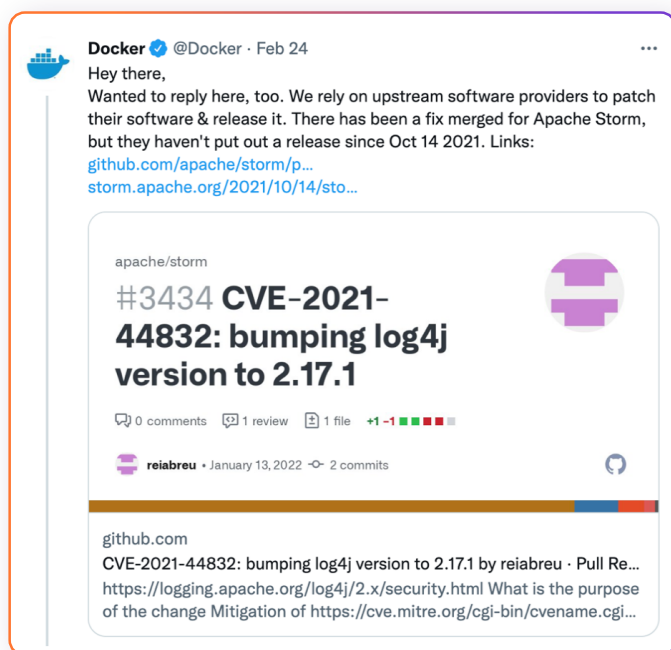 Docker @Docker · Feb 24
Hey there,
Wanted to reply here, too. We rely on upstream software providers to patch
their software & release it. There has been a fix merged for Apache Storm,
but they haven't put out a release since Oct 14 2021. Links:
github.com/apache/storm/p...
storm.apache.org/2021/10/14/sto...
apache/storm
#3434 CVE-2021-
44832: bumping log4j
version to 2.17.1
0 comments 1 review 1 file +1 −1
reiabreu • January 13, 2022 2 commits
github.com
CVE-2021-44832: bumping log4j version to 2.17.1 by reiabreu · Pull Re...
https://logging.apache.org/log4j/2.x/security.html What is the purpose
of the change Mitigation of https://cve.mitre.org/cgi-bin/cvename.cgi...